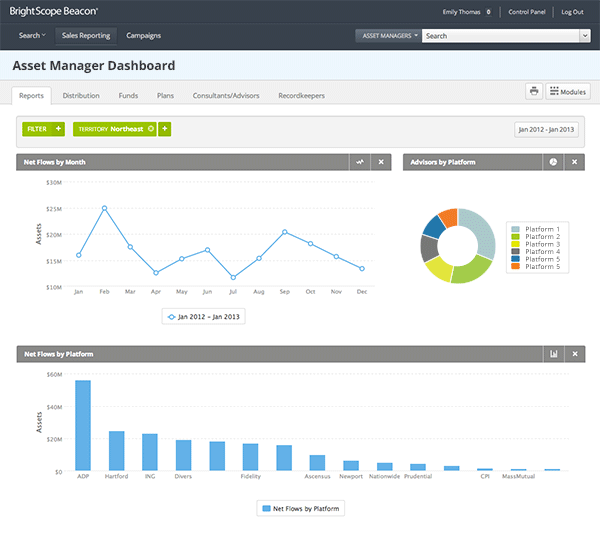 BrightScope Beacon®
Emily Thomas 0 Control Panel Log Out
Search Sales Reporting Campaigns ASSET MANAGERS Search
Asset Manager Dashboard
Reports Distribution Funds Plans Consultants/Advisors Recordkeepers Modules
FILTER + TERRITORY Northeast + Jan 2012 - Jan 2013
Net Flows by Month
Advisors by Platform
$30M
$25M
$20M
$15M
$10M
Assets
Jan Feb Mar Apr May Jun Jul Aug Sep Oct Nov Dec
Jan 2012 – Jan 2013
Platform 1
Platform 2
Platform 3
Platform 4
Platform 5
Platform 5
Net Flows by Platform
$60M
$40M
$20M
$0
Assets
ADP Hartford ING Divers Fidelity Ascensus Newport Nationwide Prudential CPI MassMutual
Net Flows by Platform